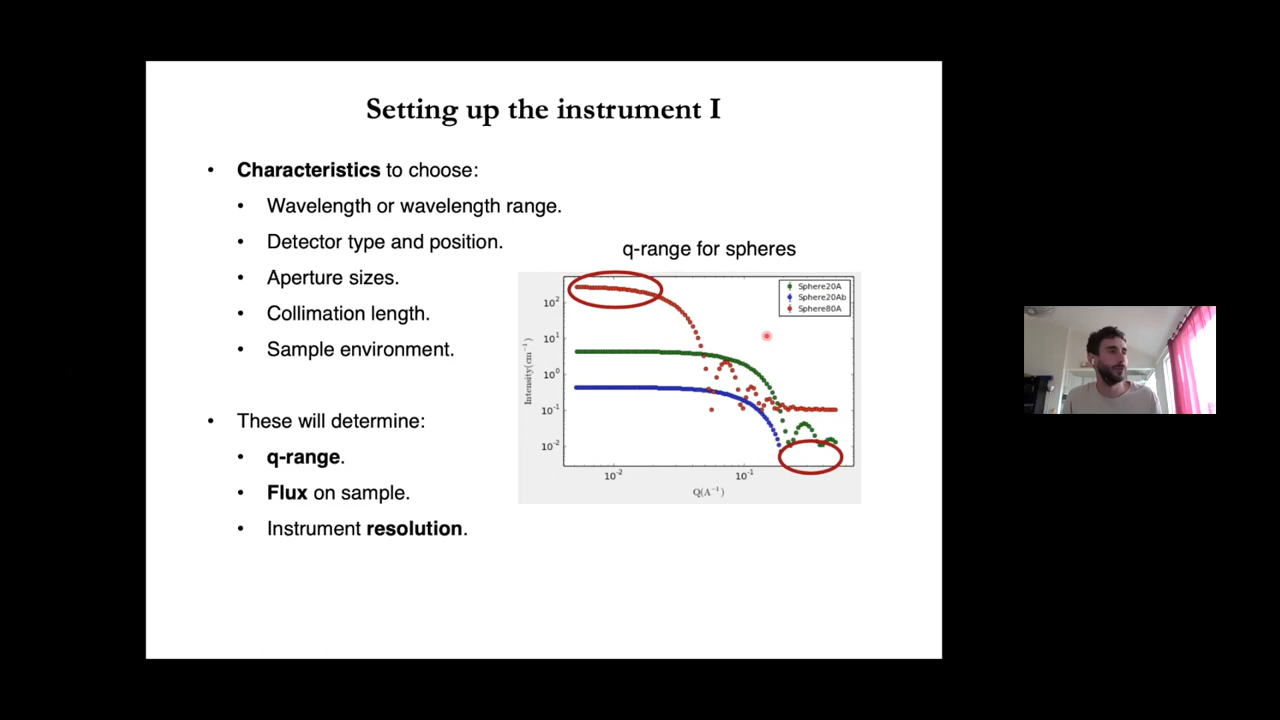 Setting up the instrument I
• Characteristics to choose:
• Wavelength or wavelength range.
• Detector type and position.
• Aperture sizes.
• Collimation length.
• Sample environment.
• These will determine:
• q-range.
• Flux on sample.
• Instrument resolution.
q-range for spheres
Sphere20A
Sphere20Ab
Sphere80A
10²
10¹
10⁰
10⁻¹
10⁻²
Intensity(cm⁻¹)
10⁻² 10⁻¹
Q(A⁻¹)